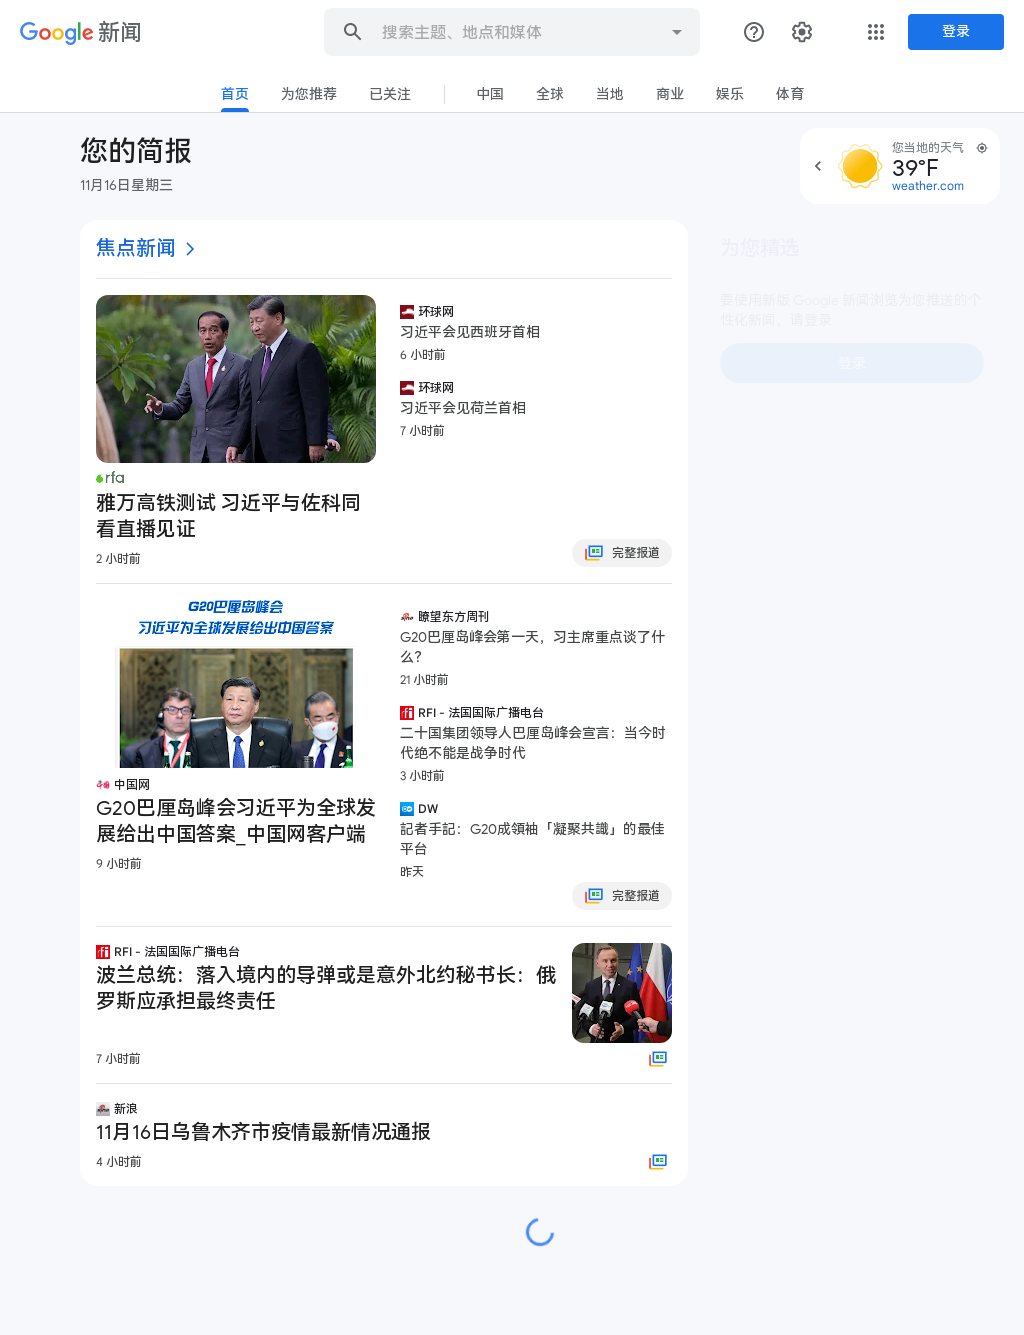 Google 新闻
搜索主题、地点和媒体
登录
首页
为您推荐
已关注
中国
全球
当地
商业
娱乐
体育
您的简报
11月16日星期三
您当地的天气
39°F
weather.com
焦点新闻
rfa
雅万高铁测试 习近平与佐科同
看直播见证
2 小时前
环球网
习近平会见西班牙首相
6 小时前
环球网
习近平会见荷兰首相
7 小时前
完整报道
G20巴厘岛峰会
习近平为全球发展给出中国答案
中国网
G20巴厘岛峰会习近平为全球发
展给出中国答案_中国网客户端
9 小时前
瞭望东方周刊
G20巴厘岛峰会第一天，习主席重点谈了什
么？
21 小时前
RFI - 法国国际广播电台
二十国集团领导人巴厘岛峰会宣言：当今时
代绝不能是战争时代
3 小时前
DW
記者手記：G20成領袖「凝聚共識」的最佳
平台
昨天
完整报道
RFI - 法国国际广播电台
波兰总统：落入境内的导弹或是意外北约秘书长：俄
罗斯应承担最终责任
7 小时前
新浪
11月16日乌鲁木齐市疫情最新情况通报
4 小时前
为您精选
要使用新版 Google 新闻浏览为您推送的个
性化新闻，请登录
登录